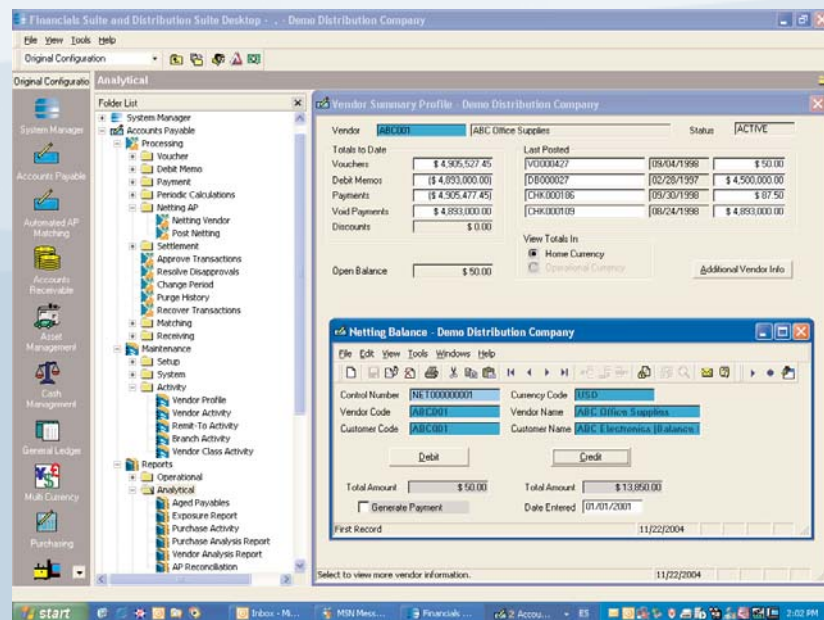 Financials Suite and Distribution Suite Desktop - . - Demo Distribution Company
File View Tools Help
Original Configuration
Original Configuratio
Analytical
System Manager
Accounts Payable
Automated AP
Matching
Accounts
Receivable
Asset
Management
Cash
Management
General Ledger
Multi Currency
Purchasing
Folder List
System Manager
Accounts Payable
Processing
Voucher
Debit Memo
Payment
Periodic Calculations
Netting AP
Netting Vendor
Post Netting
Settlement
Approve Transactions
Resolve Disapprovals
Change Period
Purge History
Recover Transactions
Matching
Receiving
Maintenance
Setup
System
Activity
Vendor Profile
Vendor Activity
Remit-To Activity
Branch Activity
Vendor Class Activity
Reports
Operational
Analytical
Aged Payables
Exposure Report
Purchase Activity
Purchase Analysis Report
Vendor Analysis Report
AP Reconciliation
Vendor Summary Profile - Demo Distribution Company
Vendor ABC001 ABC Office Supplies Status ACTIVE
Totals to Date Last Posted
Vouchers $ 4,905,527.45 VO000427 09/04/1998 $ 50.00
Debit Memos ($ 4,893,000.00) DB000027 02/28/1997 $ 4,500,000.00
Payments ($ 4,905,477.45) CHK000186 09/30/1998 $ 87.50
Void Payments $ 4,893,000.00 CHK000109 08/24/1998 $ 4,893,000.00
Discounts $ 0.00
View Totals In
Home Currency
Operational Currency
Open Balance $ 50.00
Additional Vendor Info
Netting Balance - Demo Distribution Company
File Edit View Tools Windows Help
Control Number NET000000001 Currency Code USD
Vendor Code ABC001 Vendor Name ABC Office Supplies
Customer Code ABC001 Customer Name ABC Electronics (Balance
Debit Credit
Total Amount $ 50.00 Total Amount $ 13,850.00
Generate Payment Date Entered 01/01/2001
First Record 11/22/2004
Select to view more vendor information. 11/22/2004
start Inbox - Mi... MSN Mess... Financials ... 2 Accou... ES 2:02 PM